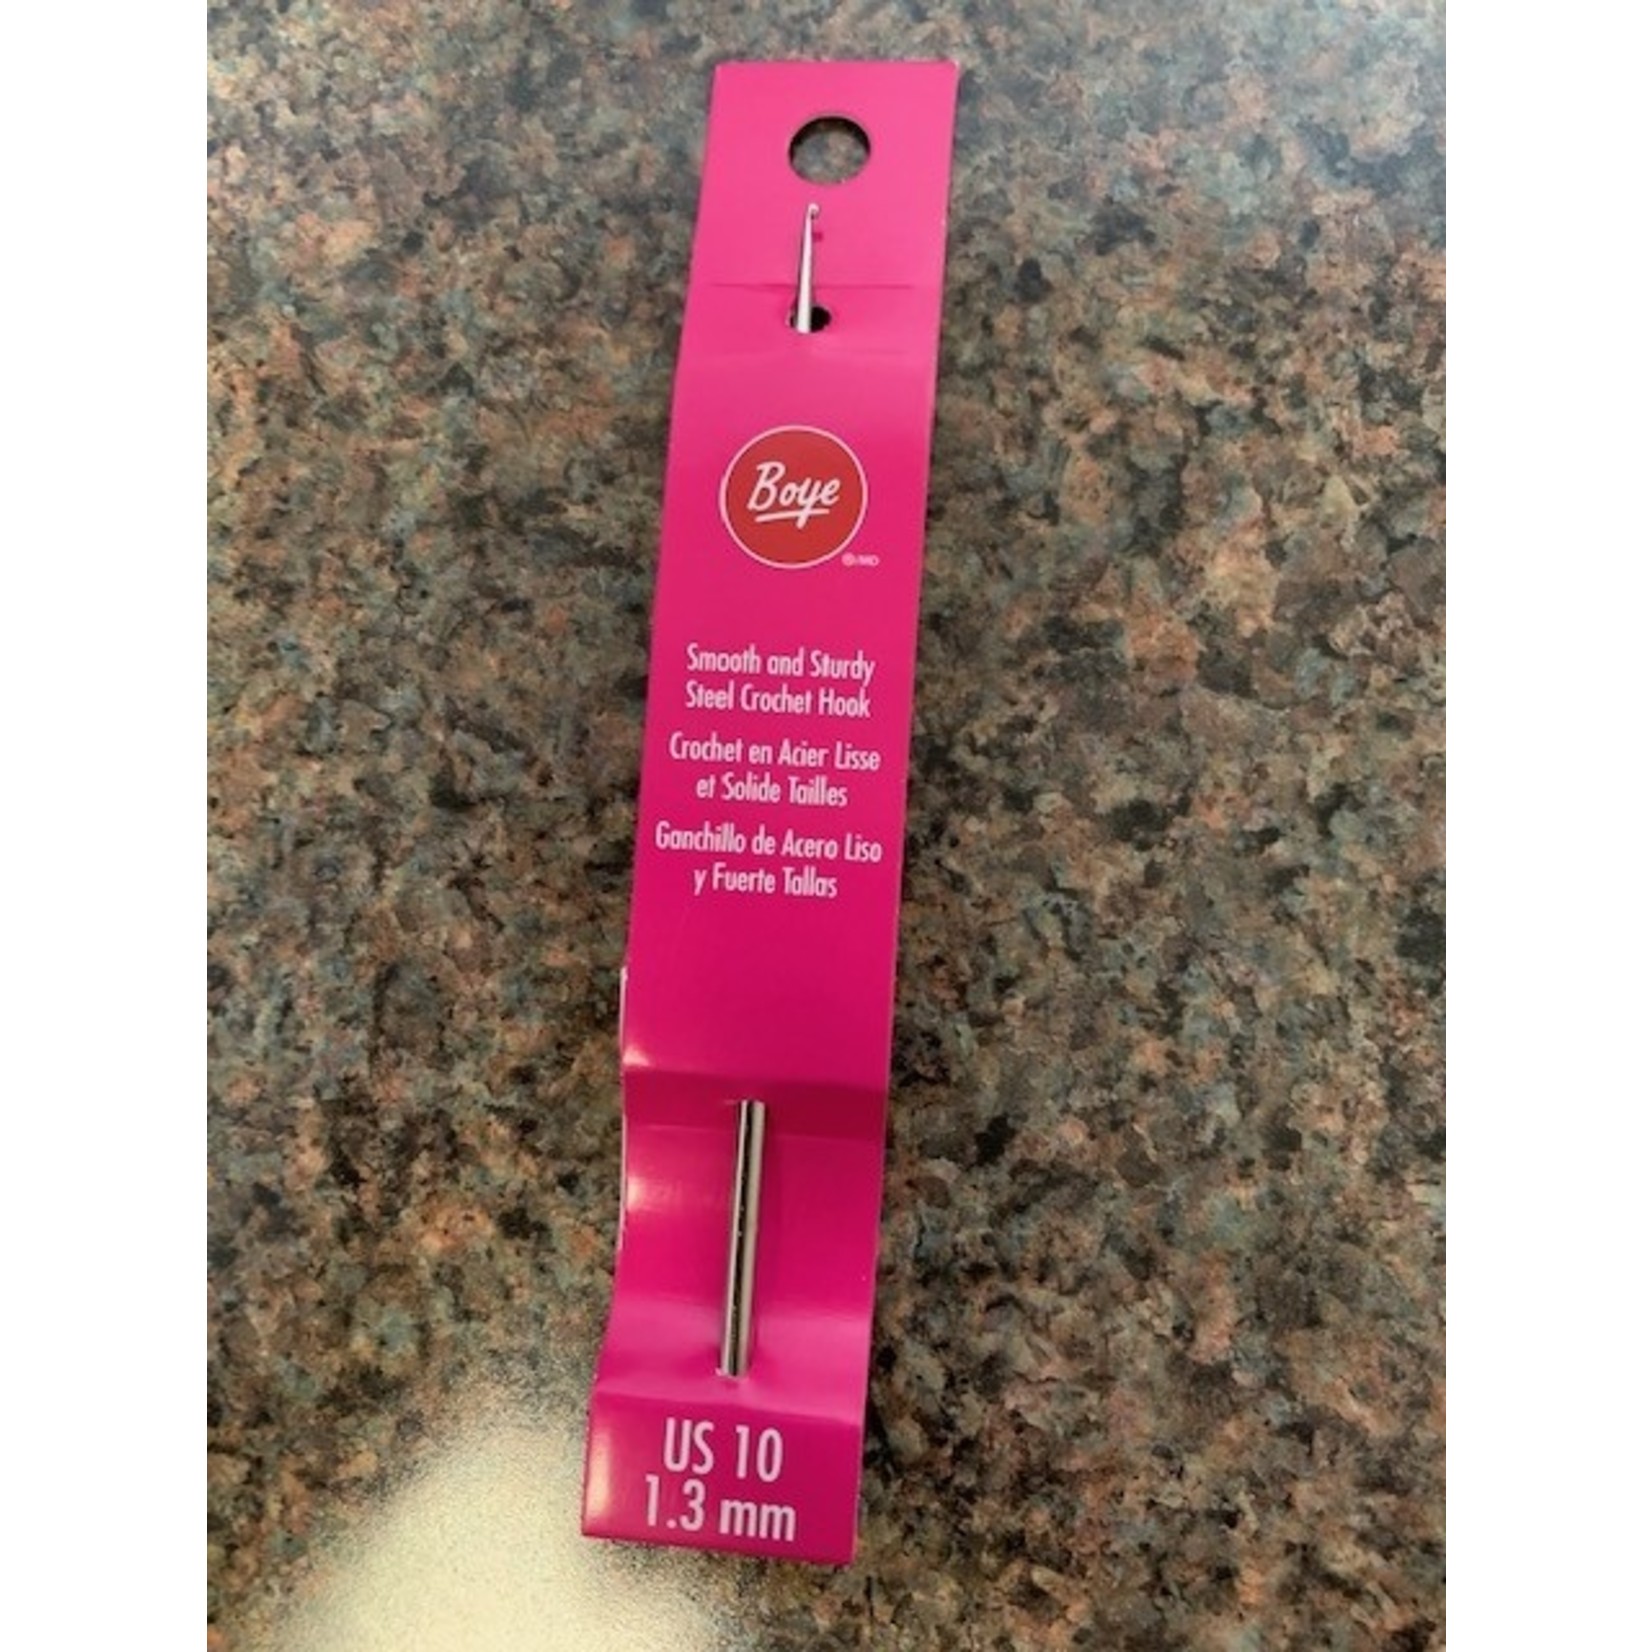 Boye
®/MD
Smooth and Sturdy
Steel Crochet Hook
Crochet en Acier Lisse
et Solide Tailles
Ganchillo de Acero Liso
y Fuerte Tallas
US 10
1.3 mm